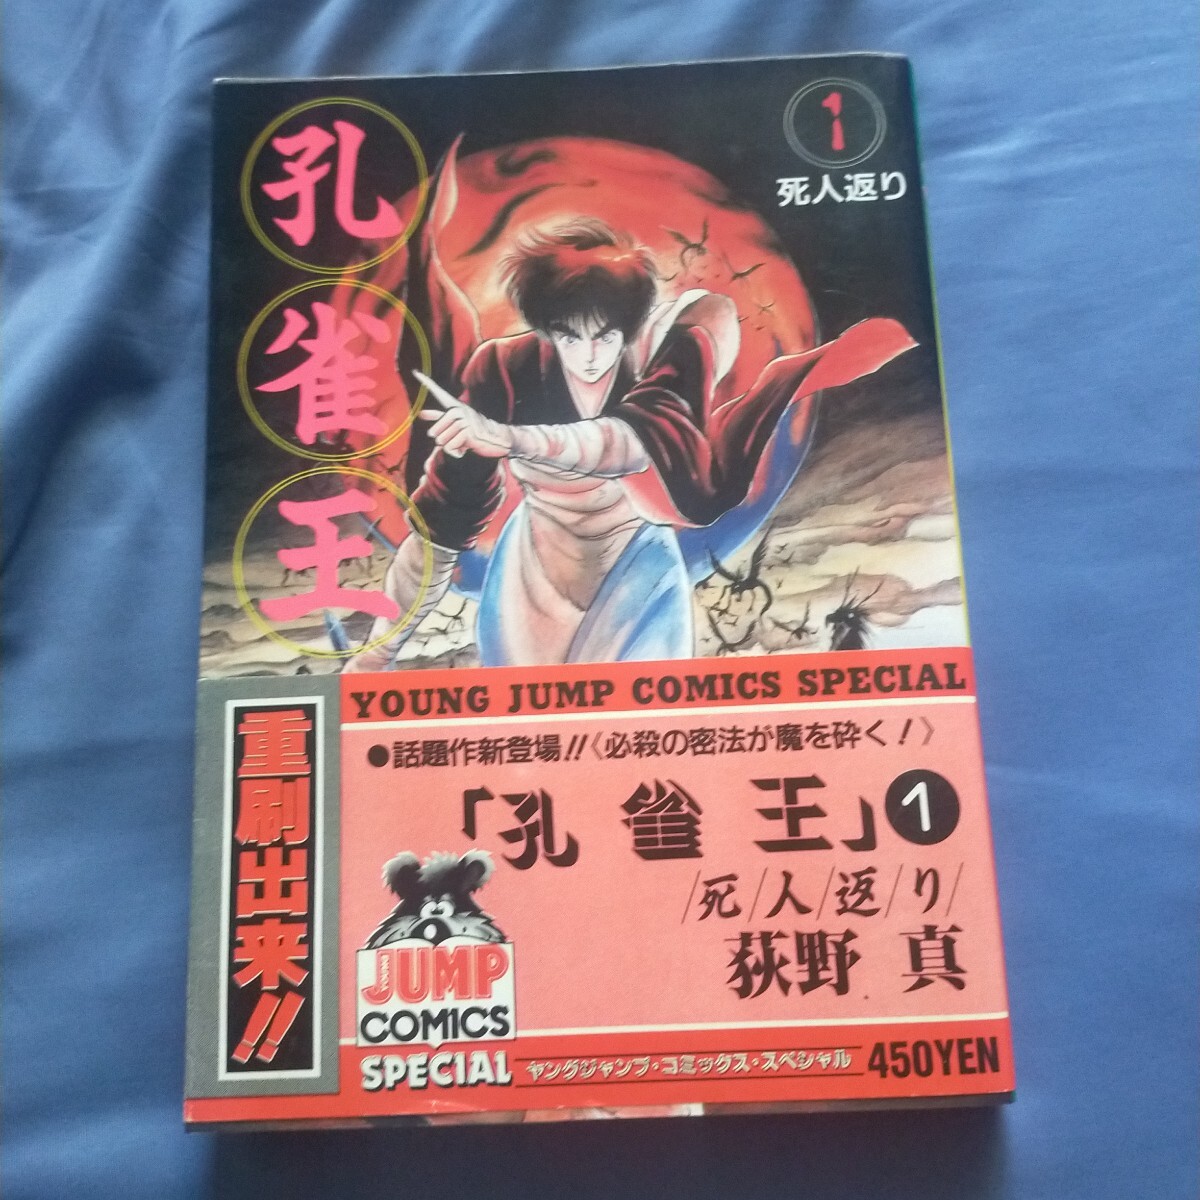 孔雀王
1
死人返り
YOUNG JUMP COMICS SPECIAL
重刷出来!!
●話題作新登場!!《必殺の密法が魔を砕く!》
「孔雀王」1
/死/人/返/り/
荻野 真
YOUNG JUMP
COMICS
SPECIAL
ヤングジャンプ・コミックス・スペシャル
450YEN